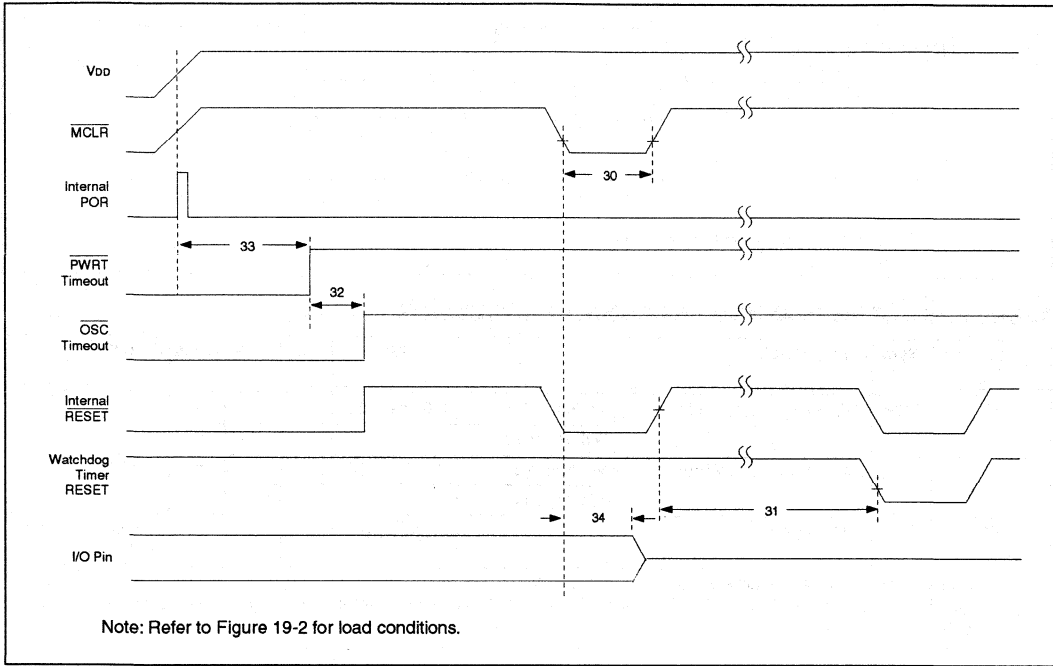 VDD
MCLR
30
Internal
POR
33
PWRT
Timeout
32
OSC
Timeout
Internal
RESET
Watchdog
Timer
RESET
34
31
I/O Pin
Note: Refer to Figure 19-2 for load conditions.